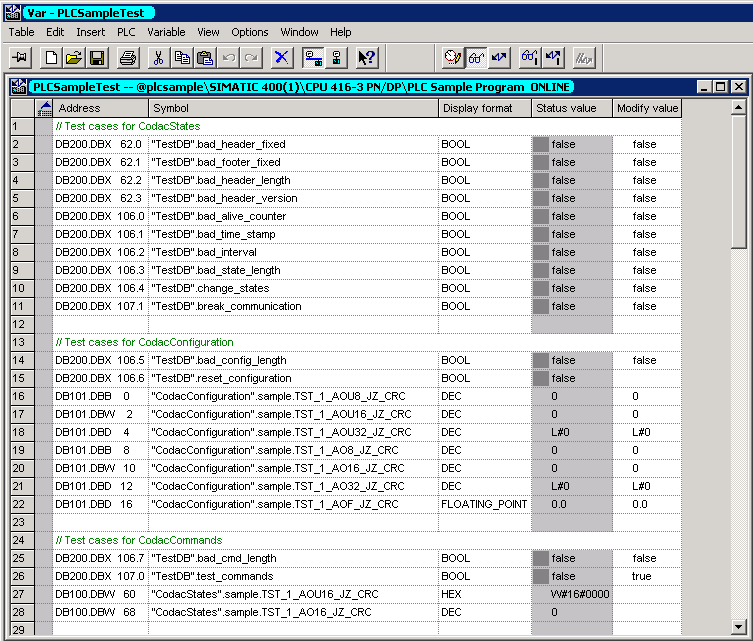 Var - PLCSampleTest
Table Edit Insert PLC Variable View Options Window Help
PLCSampleTest -- @plcsample\SIMATIC 400(1)\CPU 416-3 PN/DP\PLC Sample Program ONLINE
Address Symbol Display format Status value Modify value
1 // Test cases for CodacStates
2 DB200.DBX 62.0 "TestDB".bad_header_fixed BOOL false false
3 DB200.DBX 62.1 "TestDB".bad_footer_fixed BOOL false false
4 DB200.DBX 62.2 "TestDB".bad_header_length BOOL false false
5 DB200.DBX 62.3 "TestDB".bad_header_version BOOL false false
6 DB200.DBX 106.0 "TestDB".bad_alive_counter BOOL false false
7 DB200.DBX 106.1 "TestDB".bad_time_stamp BOOL false false
8 DB200.DBX 106.2 "TestDB".bad_interval BOOL false false
9 DB200.DBX 106.3 "TestDB".bad_state_length BOOL false false
10 DB200.DBX 106.4 "TestDB".change_states BOOL false false
11 DB200.DBX 107.1 "TestDB".break_communication BOOL false false
12
13 // Test cases for CodacConfiguration
14 DB200.DBX 106.5 "TestDB".bad_config_length BOOL false false
15 DB200.DBX 106.6 "TestDB".reset_configuration BOOL false
16 DB101.DBB 0 "CodacConfiguration".sample.TST_1_AOU8_JZ_CRC DEC 0 0
17 DB101.DBW 2 "CodacConfiguration".sample.TST_1_AOU16_JZ_CRC DEC 0 0
18 DB101.DBD 4 "CodacConfiguration".sample.TST_1_AOU32_JZ_CRC DEC L#0 L#0
19 DB101.DBB 8 "CodacConfiguration".sample.TST_1_AO8_JZ_CRC DEC 0 0
20 DB101.DBW 10 "CodacConfiguration".sample.TST_1_AO16_JZ_CRC DEC 0 0
21 DB101.DBD 12 "CodacConfiguration".sample.TST_1_AO32_JZ_CRC DEC L#0 L#0
22 DB101.DBD 16 "CodacConfiguration".sample.TST_1_AOF_JZ_CRC FLOATING_POINT 0.0 0.0
23
24 // Test cases for CodacCommands
25 DB200.DBX 106.7 "TestDB".bad_cmd_length BOOL false false
26 DB200.DBX 107.0 "TestDB".test_commands BOOL false true
27 DB100.DBW 60 "CodacStates".sample.TST_1_AOU16_JZ_CRC HEX W#16#0000
28 DB100.DBW 68 "CodacStates".sample.TST_1_AO16_JZ_CRC DEC 0
29